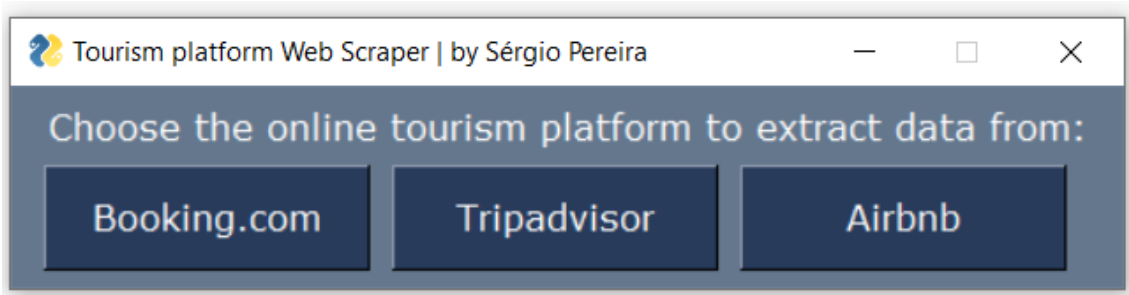 Tourism platform Web Scraper | by Sérgio Pereira
Choose the online tourism platform to extract data from:
Booking.com Tripadvisor Airbnb